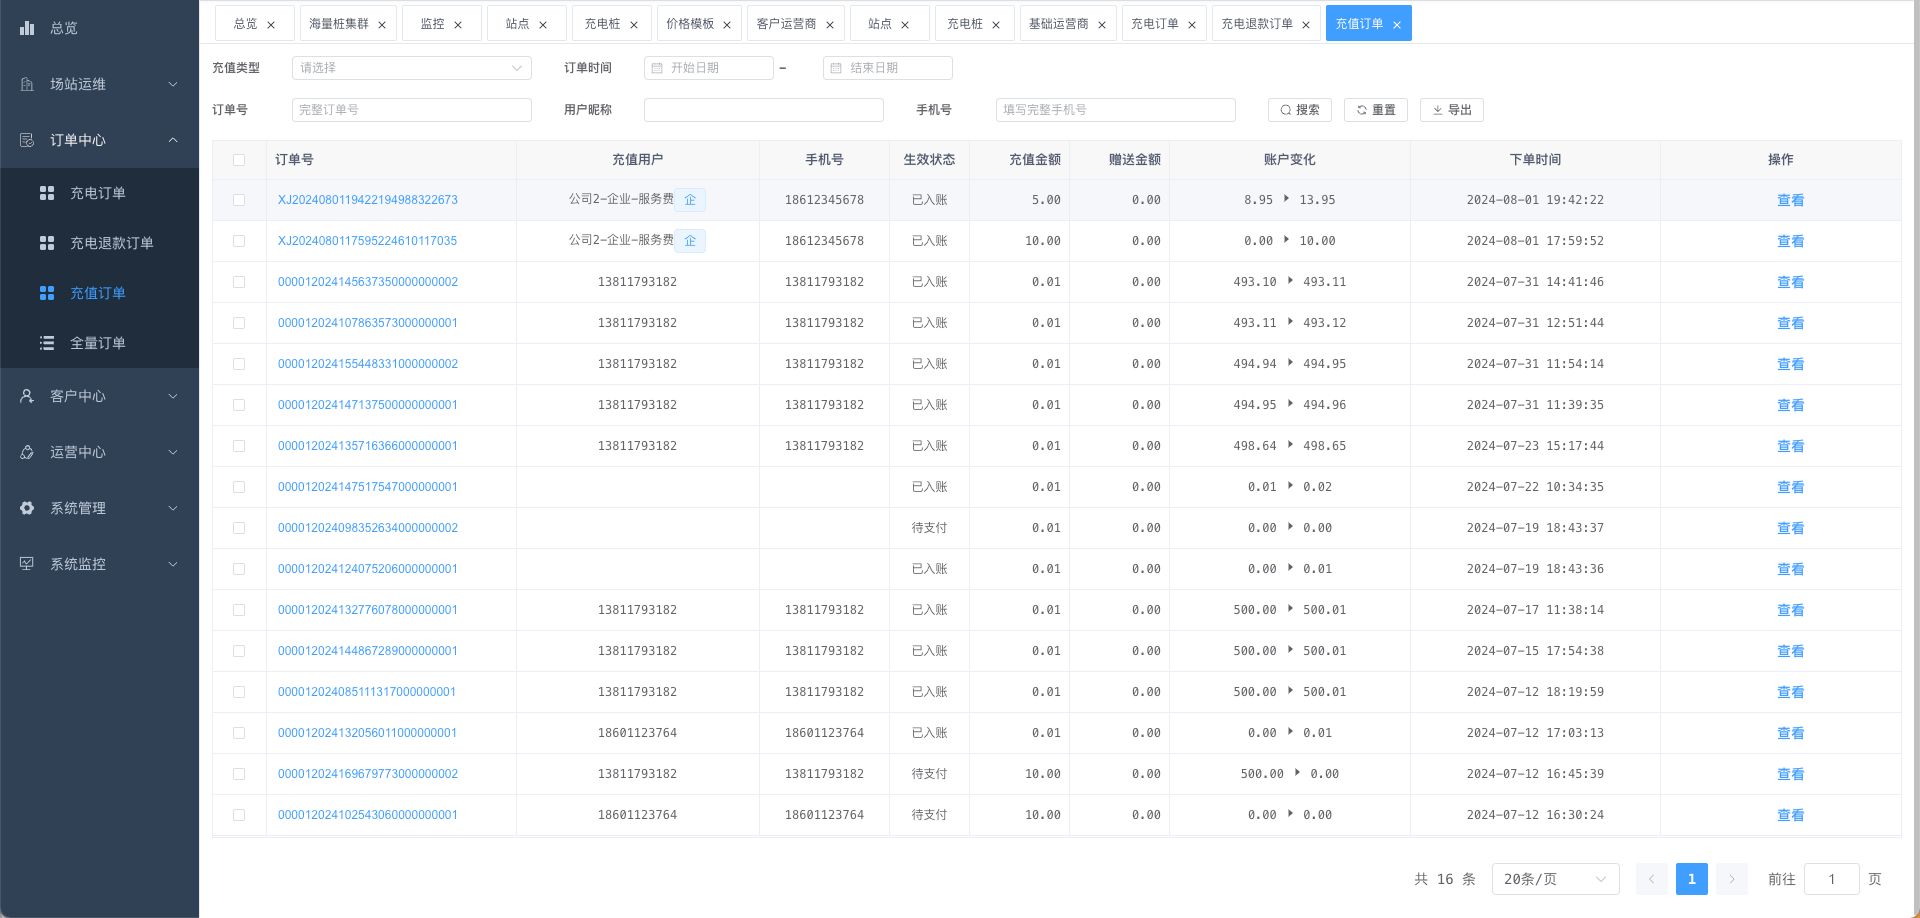 总览
场站运维
订单中心
充电订单
充电退款订单
充值订单
全量订单
客户中心
运营中心
系统管理
系统监控
总览 海量桩集群 监控 站点 充电桩 价格模板 客户运营商 站点 充电桩 基础运营商 充电订单 充电退款订单 充值订单
充值类型 请选择 订单时间 开始日期 - 结束日期
订单号 完整订单号 用户昵称 手机号 填写完整手机号 搜索 重置 导出
订单号 充值用户 手机号 生效状态 充值金额 赠送金额 账户变化 下单时间 操作
XJ2024080119422194988322673 公司2-企业-服务费 企 18612345678 已入账 5.00 0.00 8.95 ▶ 13.95 2024-08-01 19:42:22 查看
XJ2024080117595224610117035 公司2-企业-服务费 企 18612345678 已入账 10.00 0.00 0.00 ▶ 10.00 2024-08-01 17:59:52 查看
000012024145637350000000002 13811793182 13811793182 已入账 0.01 0.00 493.10 ▶ 493.11 2024-07-31 14:41:46 查看
000012024107863573000000001 13811793182 13811793182 已入账 0.01 0.00 493.11 ▶ 493.12 2024-07-31 12:51:44 查看
000012024155448331000000002 13811793182 13811793182 已入账 0.01 0.00 494.94 ▶ 494.95 2024-07-31 11:54:14 查看
000012024147137500000000001 13811793182 13811793182 已入账 0.01 0.00 494.95 ▶ 494.96 2024-07-31 11:39:35 查看
000012024135716366000000001 13811793182 13811793182 已入账 0.01 0.00 498.64 ▶ 498.65 2024-07-23 15:17:44 查看
000012024147517547000000001 已入账 0.01 0.00 0.01 ▶ 0.02 2024-07-22 10:34:35 查看
000012024098352634000000002 待支付 0.01 0.00 0.00 ▶ 0.00 2024-07-19 18:43:37 查看
000012024124075206000000001 已入账 0.01 0.00 0.00 ▶ 0.01 2024-07-19 18:43:36 查看
000012024132776078000000001 13811793182 13811793182 已入账 0.01 0.00 500.00 ▶ 500.01 2024-07-17 11:38:14 查看
000012024144867289000000001 13811793182 13811793182 已入账 0.01 0.00 500.00 ▶ 500.01 2024-07-15 17:54:38 查看
000012024085111317000000001 13811793182 13811793182 已入账 0.01 0.00 500.00 ▶ 500.01 2024-07-12 18:19:59 查看
000012024132056011000000001 18601123764 18601123764 已入账 0.01 0.00 0.00 ▶ 0.01 2024-07-12 17:03:13 查看
000012024169679773000000002 13811793182 13811793182 待支付 10.00 0.00 500.00 ▶ 0.00 2024-07-12 16:45:39 查看
000012024102543060000000001 18601123764 18601123764 待支付 10.00 0.00 0.00 ▶ 0.00 2024-07-12 16:30:24 查看
共 16 条 20条/页 1 前往 1 页